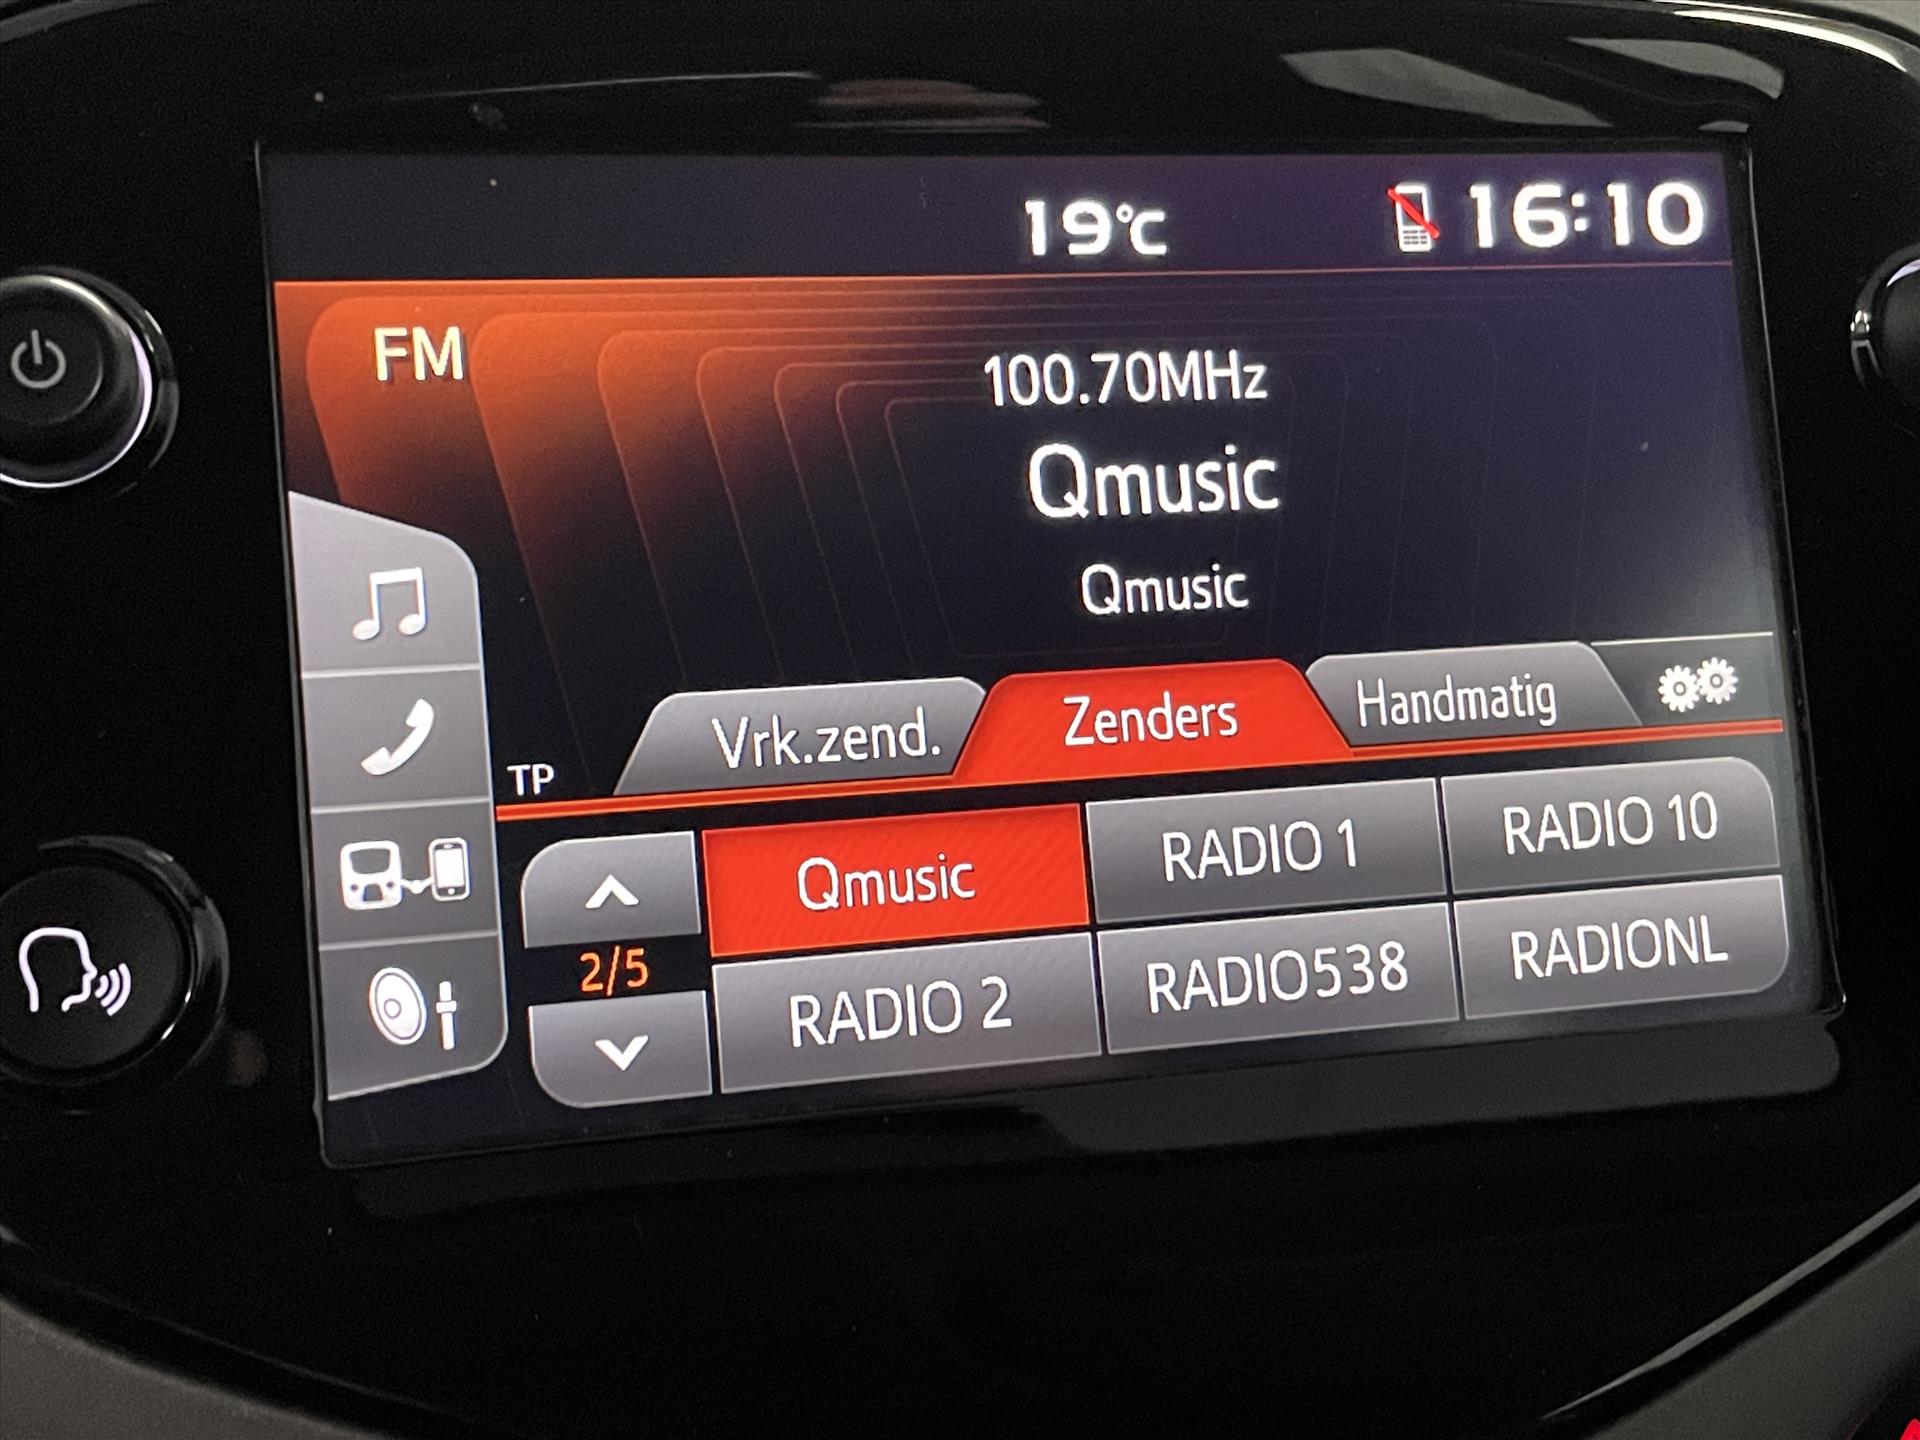 19°C 16:10
FM
100.70MHz
Qmusic
Qmusic
TP Vrk.zend. Zenders Handmatig
Qmusic RADIO 1 RADIO 10
2/5
RADIO 2 RADIO538 RADIONL